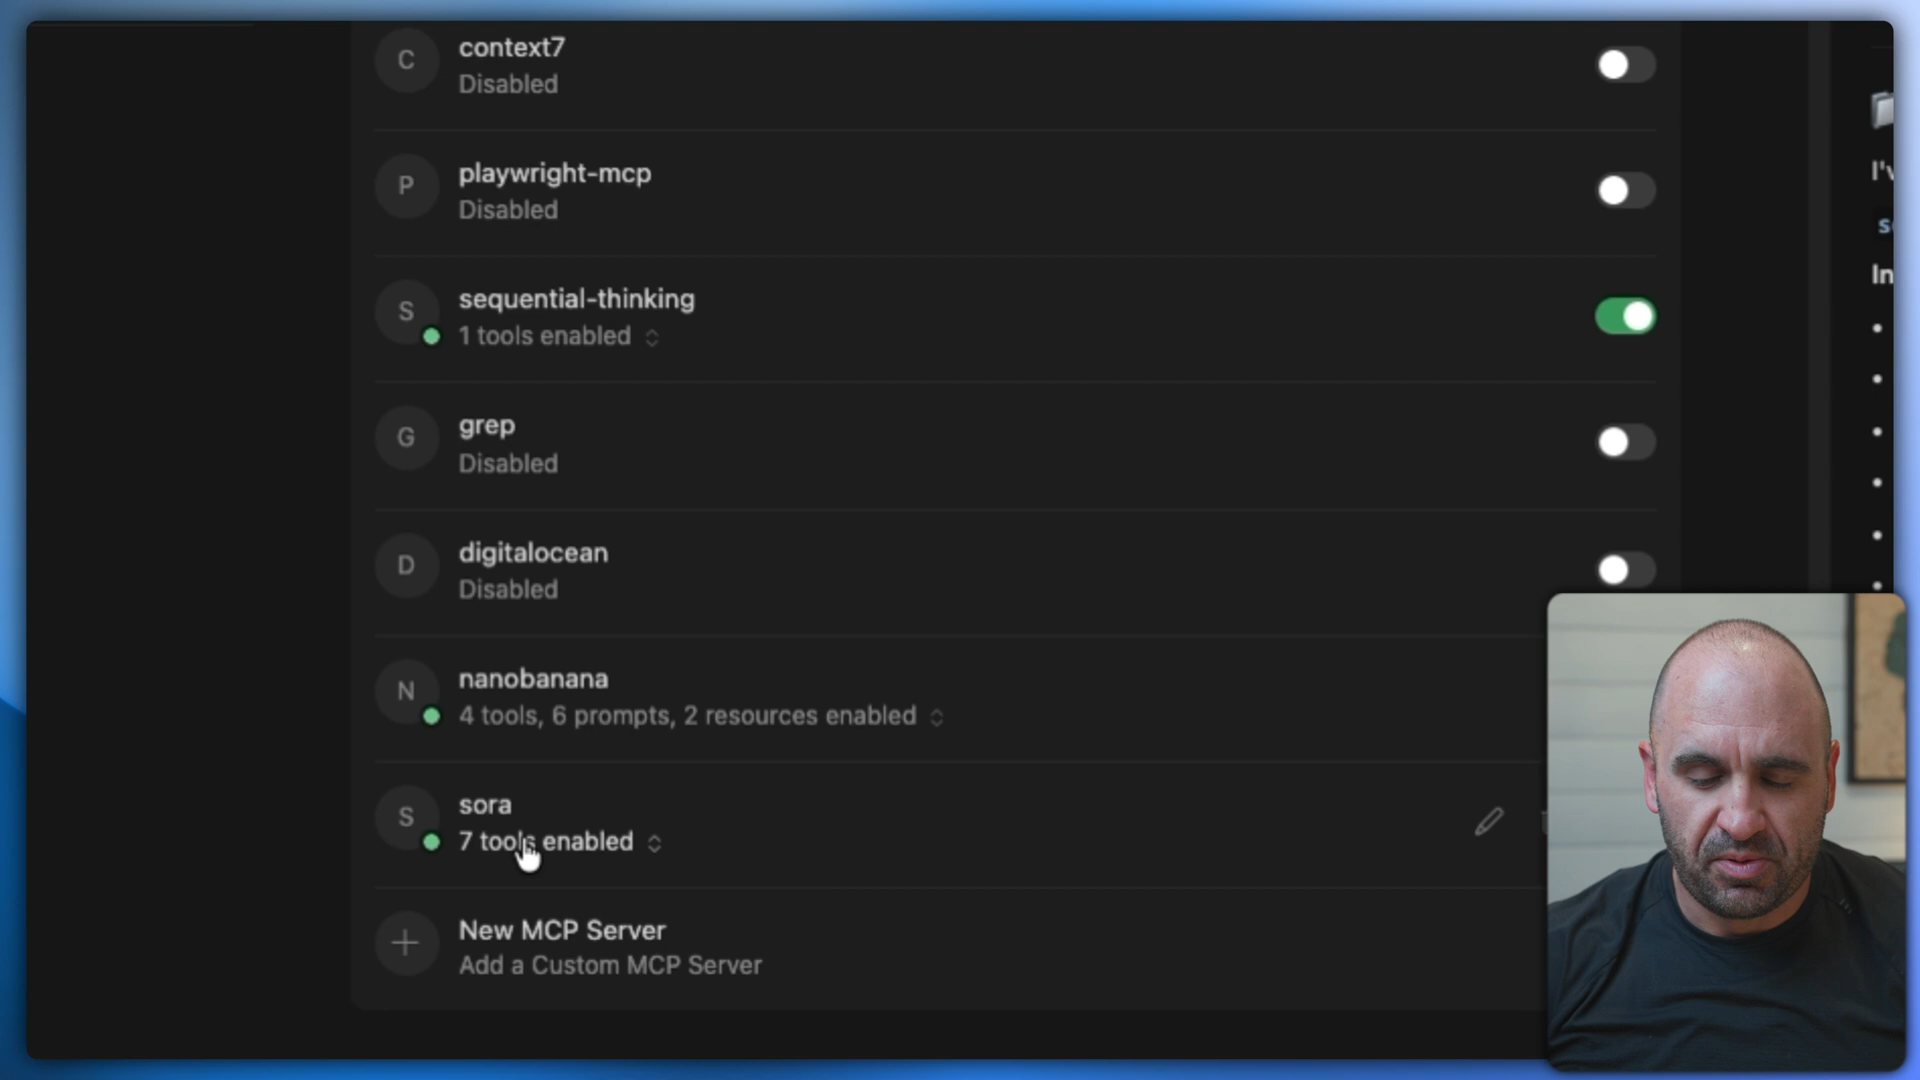 C
context7
Disabled
P
playwright-mcp
Disabled
S
sequential-thinking
1 tools enabled
G
grep
Disabled
D
digitalocean
Disabled
N
nanobanana
4 tools, 6 prompts, 2 resources enabled
S
sora
7 tools enabled
New MCP Server
Add a Custom MCP Server
I'v
In